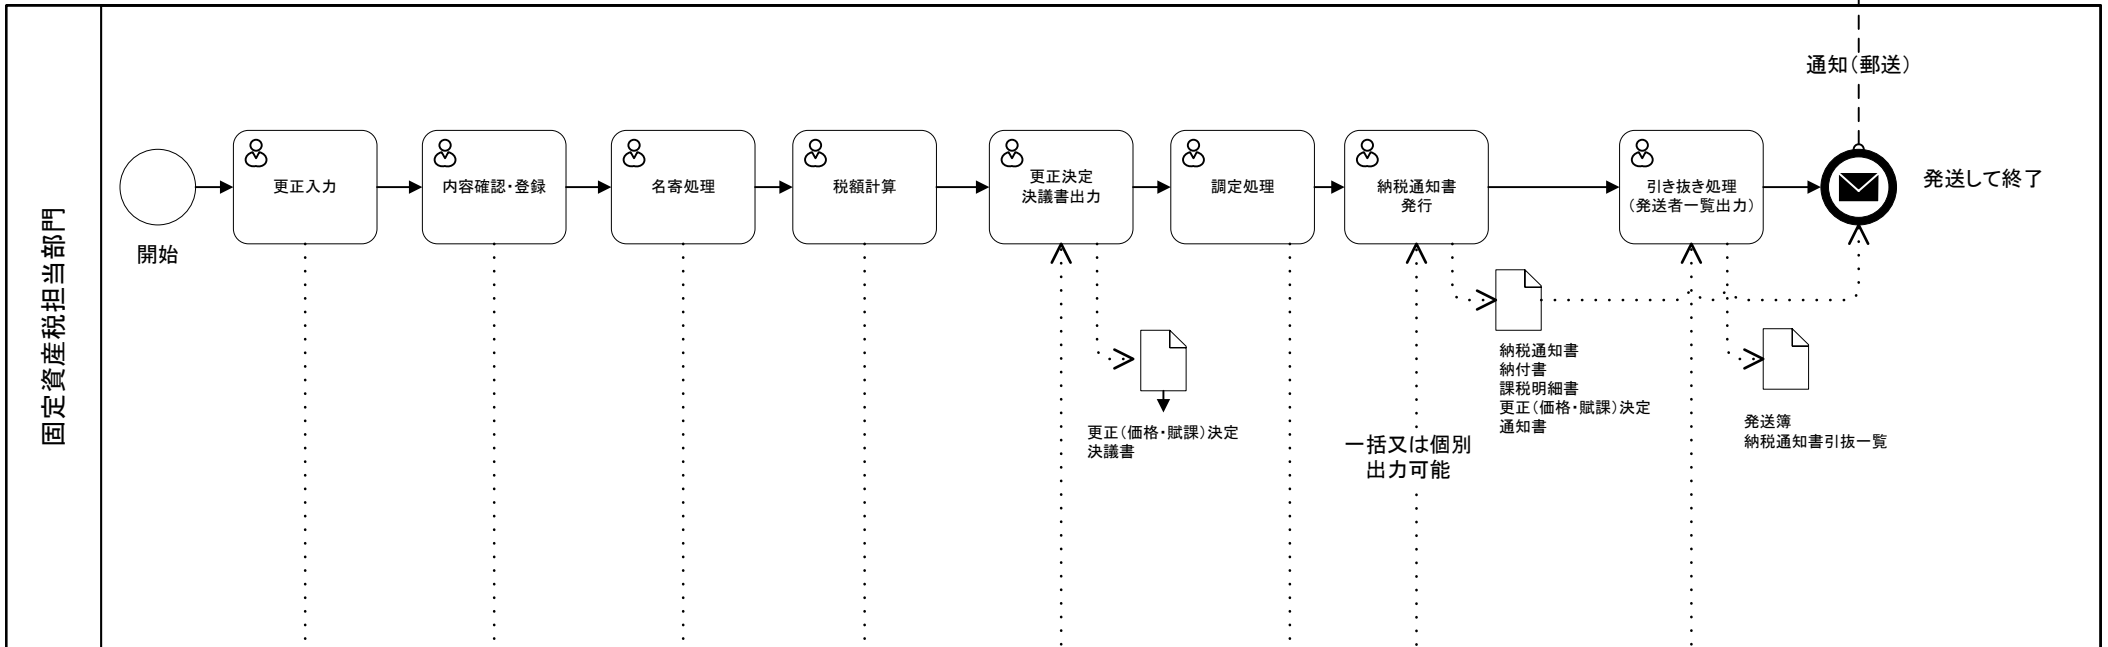 固定資産税担当部門
開始
更正入力
内容確認・登録
名寄処理
税額計算
更正決定
決議書出力
調定処理
納税通知書
発行
引き抜き処理
（発送者一覧出力）
通知（郵送）
発送して終了
更正（価格・賦課）決定
決議書
一括又は個別
出力可能
納税通知書
納付書
課税明細書
更正（価格・賦課）決定
通知書
発送簿
納税通知書引抜一覧